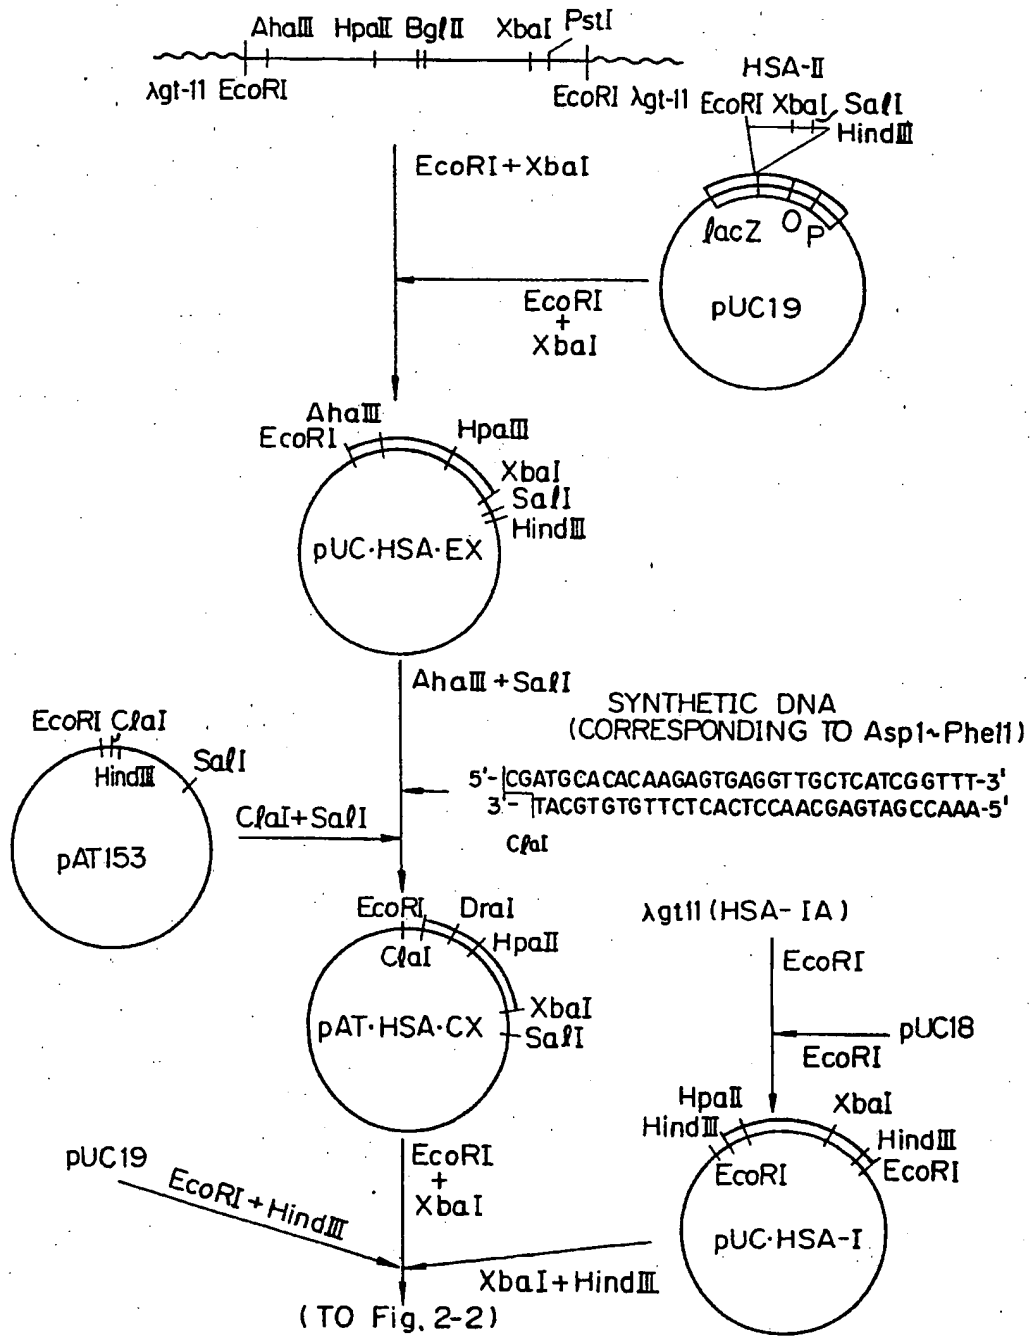 AhaⅢ HpaⅡ BglⅡ XbaI PstI
λgt-11 EcoRI EcoRI λgt-11
HSA-Ⅱ
EcoRI XbaI SalI
HindⅢ
EcoRI+XbaI
lacZ O P
pUC19
EcoRI
+
XbaI
AhaⅢ
EcoRI
HpaⅢ
XbaI
SalI
HindⅢ
pUC·HSA·EX
AhaⅢ+SalI
SYNTHETIC DNA
(CORRESPONDING TO Asp1~Phe11)
5'-CGATGCACACAAGAGTGAGGTTGCTCATCGGTTT-3'
3'-TACGTGTGTTCTCACTCCAACGAGTAGCCAAA-5'
ClaI
EcoRI ClaI
HindⅢ
SalI
pAT153
ClaI+SalI
EcoRI DraI
HpaⅡ
ClaI
XbaI
SalI
pAT·HSA·CX
λgt11(HSA-IA)
EcoRI
pUC18
EcoRI
HpaⅡ XbaI
HindⅢ HindⅢ
EcoRI EcoRI
pUC·HSA-I
pUC19
EcoRI+HindⅢ
EcoRI
+
XbaI
XbaI+HindⅢ
(TO Fig. 2-2)